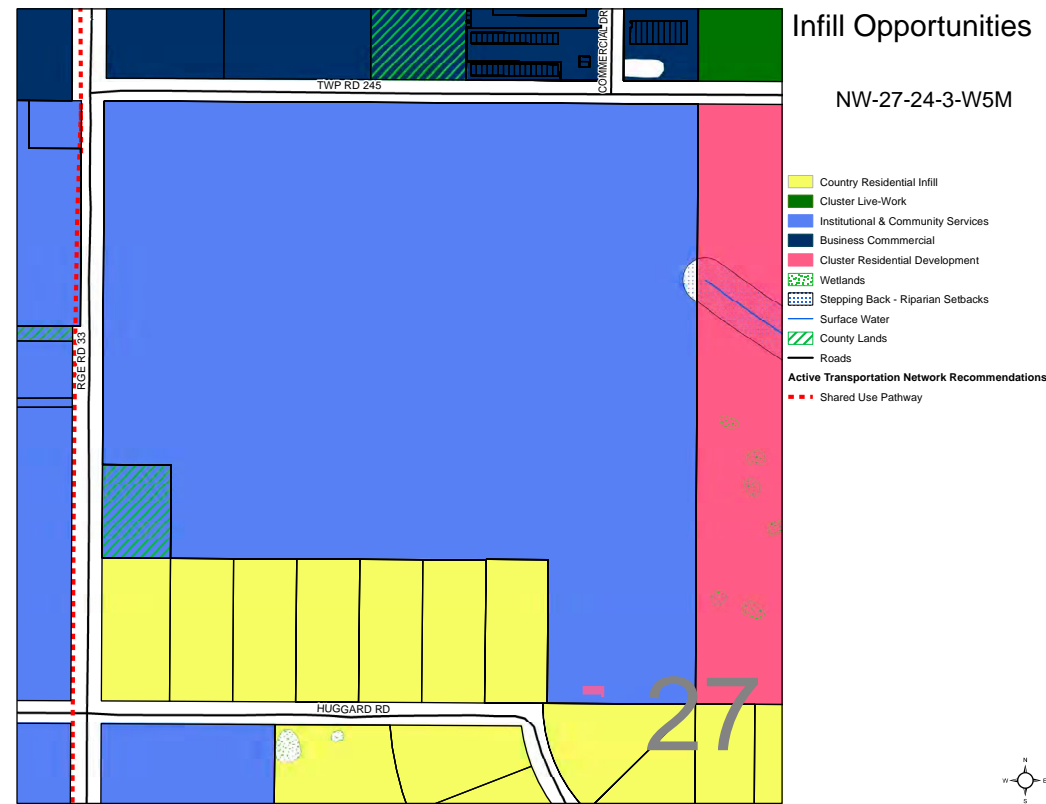 Infill Opportunities
NW-27-24-3-W5M
COMMERCIAL DR
TWP RD 245
RGE RD 33
HUGGARD RD
27
Country Residential Infill
Cluster Live-Work
Institutional & Community Services
Business Commmercial
Cluster Residential Development
Wetlands
Stepping Back - Riparian Setbacks
Surface Water
County Lands
Roads
Active Transportation Network Recommendations
Shared Use Pathway
N
W E
S